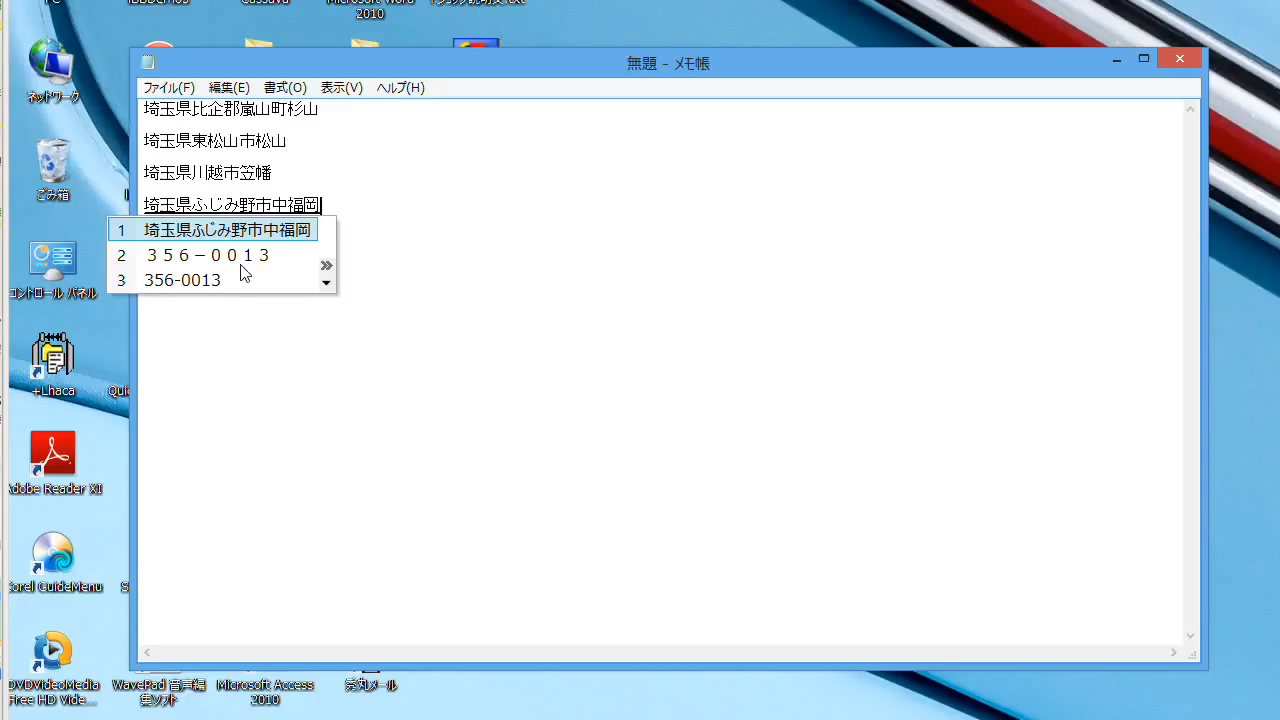 Microsoft Word
2010
無題 - メモ帳
ファイル(F) 編集(E) 書式(O) 表示(V) ヘルプ(H)
埼玉県比企郡嵐山町杉山
埼玉県東松山市松山
埼玉県川越市笠幡
埼玉県ふじみ野市中福岡
1 埼玉県ふじみ野市中福岡
2 ３５６－００１３
3 356-0013
ネットワーク
ごみ箱
コントロール パネル
+Lhaca
Adobe Reader XI
Corel GuideMenu
DVDVideoMedia
Free HD Vide...
WavePad 音声編
集ソフト
Microsoft Access
2010
秀丸メール